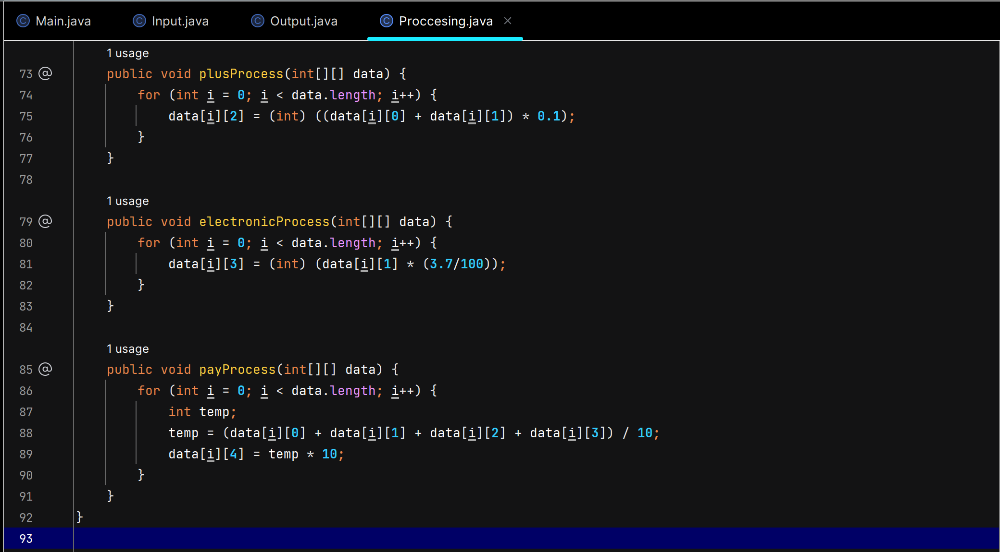 Main.java Input.java Output.java Proccesing.java
1 usage
73 @ public void plusProcess(int[][] data) {
74 for (int i = 0; i < data.length; i++) {
75 data[i][2] = (int) ((data[i][0] + data[i][1]) * 0.1);
76 }
77 }
78
1 usage
79 @ public void electronicProcess(int[][] data) {
80 for (int i = 0; i < data.length; i++) {
81 data[i][3] = (int) (data[i][1] * (3.7/100));
82 }
83 }
84
1 usage
85 @ public void payProcess(int[][] data) {
86 for (int i = 0; i < data.length; i++) {
87 int temp;
88 temp = (data[i][0] + data[i][1] + data[i][2] + data[i][3]) / 10;
89 data[i][4] = temp * 10;
90 }
91 }
92 }
93